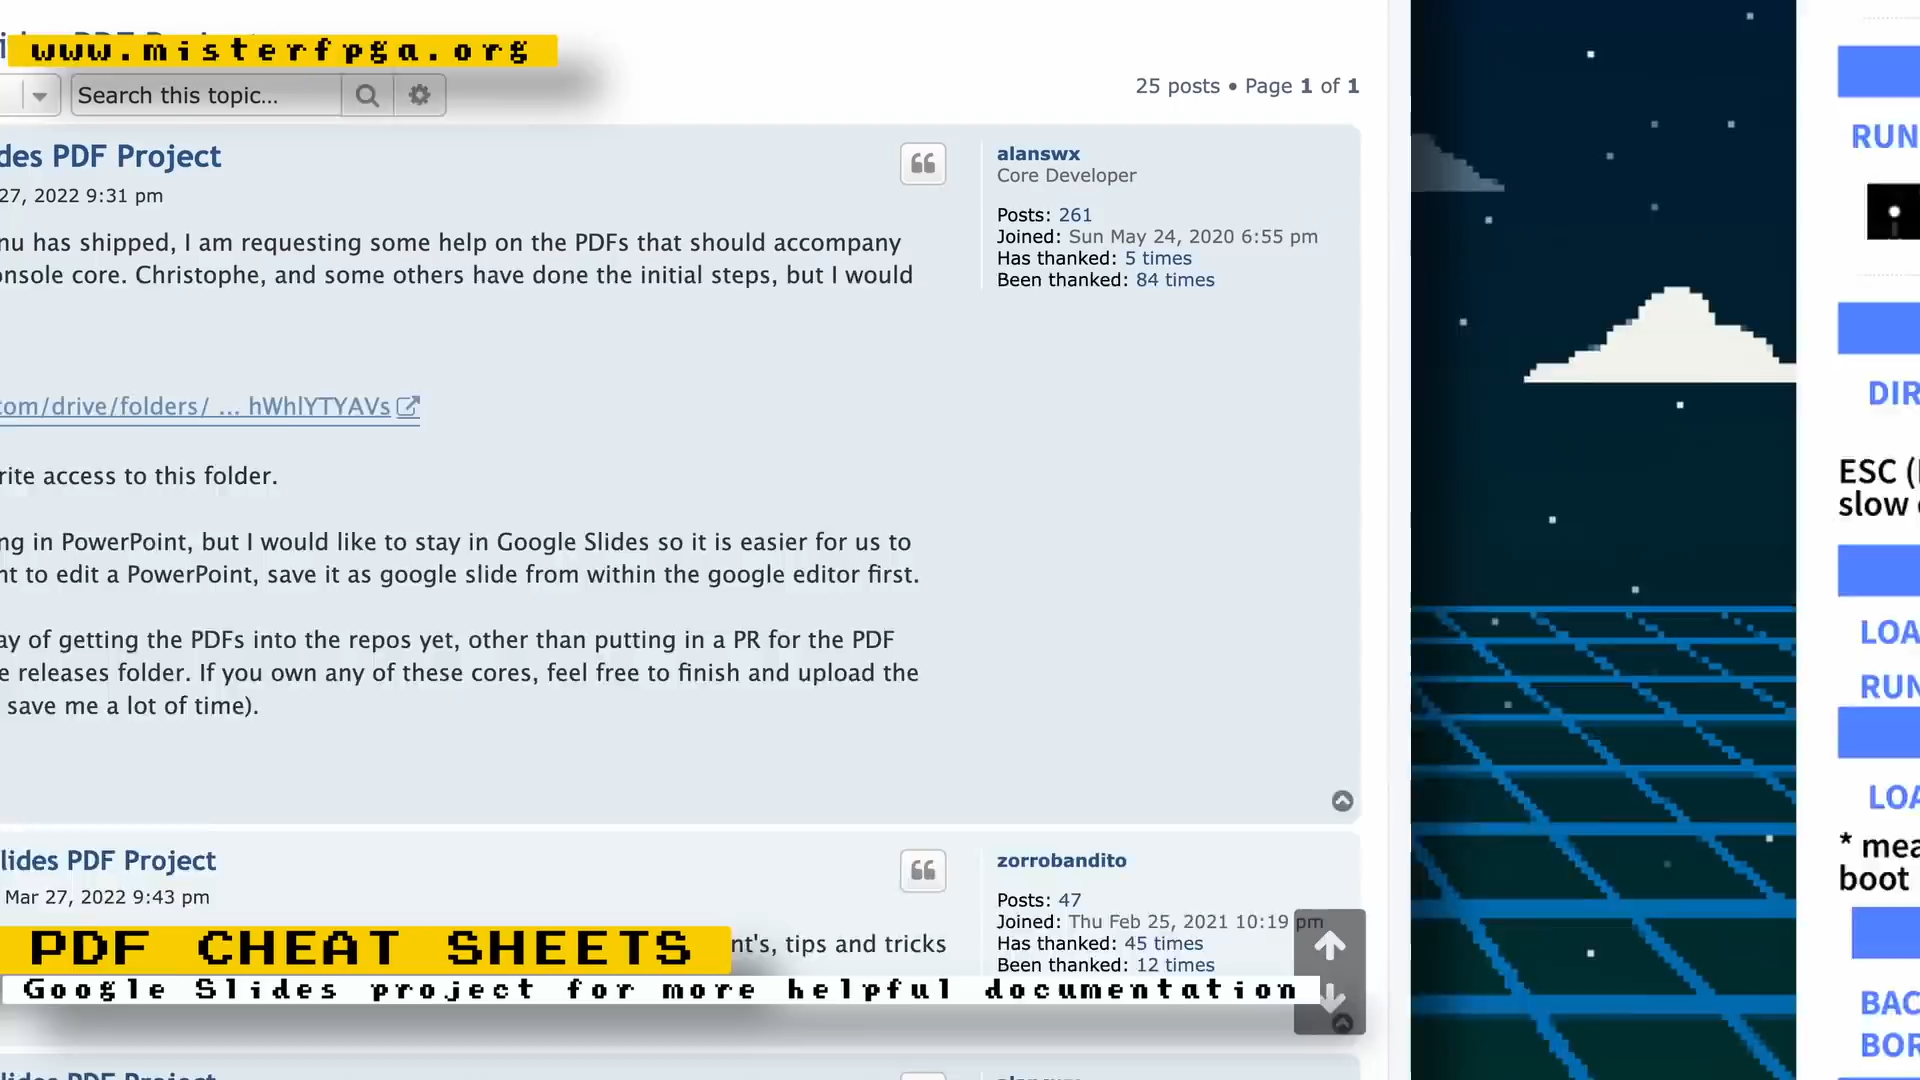 www.misterfpga.org
Search this topic...
25 posts • Page 1 of 1
des PDF Project
27, 2022 9:31 pm
nu has shipped, I am requesting some help on the PDFs that should accompany
onsole core. Christophe, and some others have done the initial steps, but I would
com/drive/folders/ ... hWhlYTYAVs
rite access to this folder.
ng in PowerPoint, but I would like to stay in Google Slides so it is easier for us to
nt to edit a PowerPoint, save it as google slide from within the google editor first.
ay of getting the PDFs into the repos yet, other than putting in a PR for the PDF
e releases folder. If you own any of these cores, feel free to finish and upload the
save me a lot of time).
alanswx
Core Developer
Posts: 261
Joined: Sun May 24, 2020 6:55 pm
Has thanked: 5 times
Been thanked: 84 times
lides PDF Project
Mar 27, 2022 9:43 pm
nt's, tips and tricks
zorrobandito
Posts: 47
Joined: Thu Feb 25, 2021 10:19 pm
Has thanked: 45 times
Been thanked: 12 times
PDF CHEAT SHEETS
Google Slides project for more helpful documentation
RUN
DIR
ESC (
slow
LOA
RUN
LOA
* mea
boot
BAC
BOR